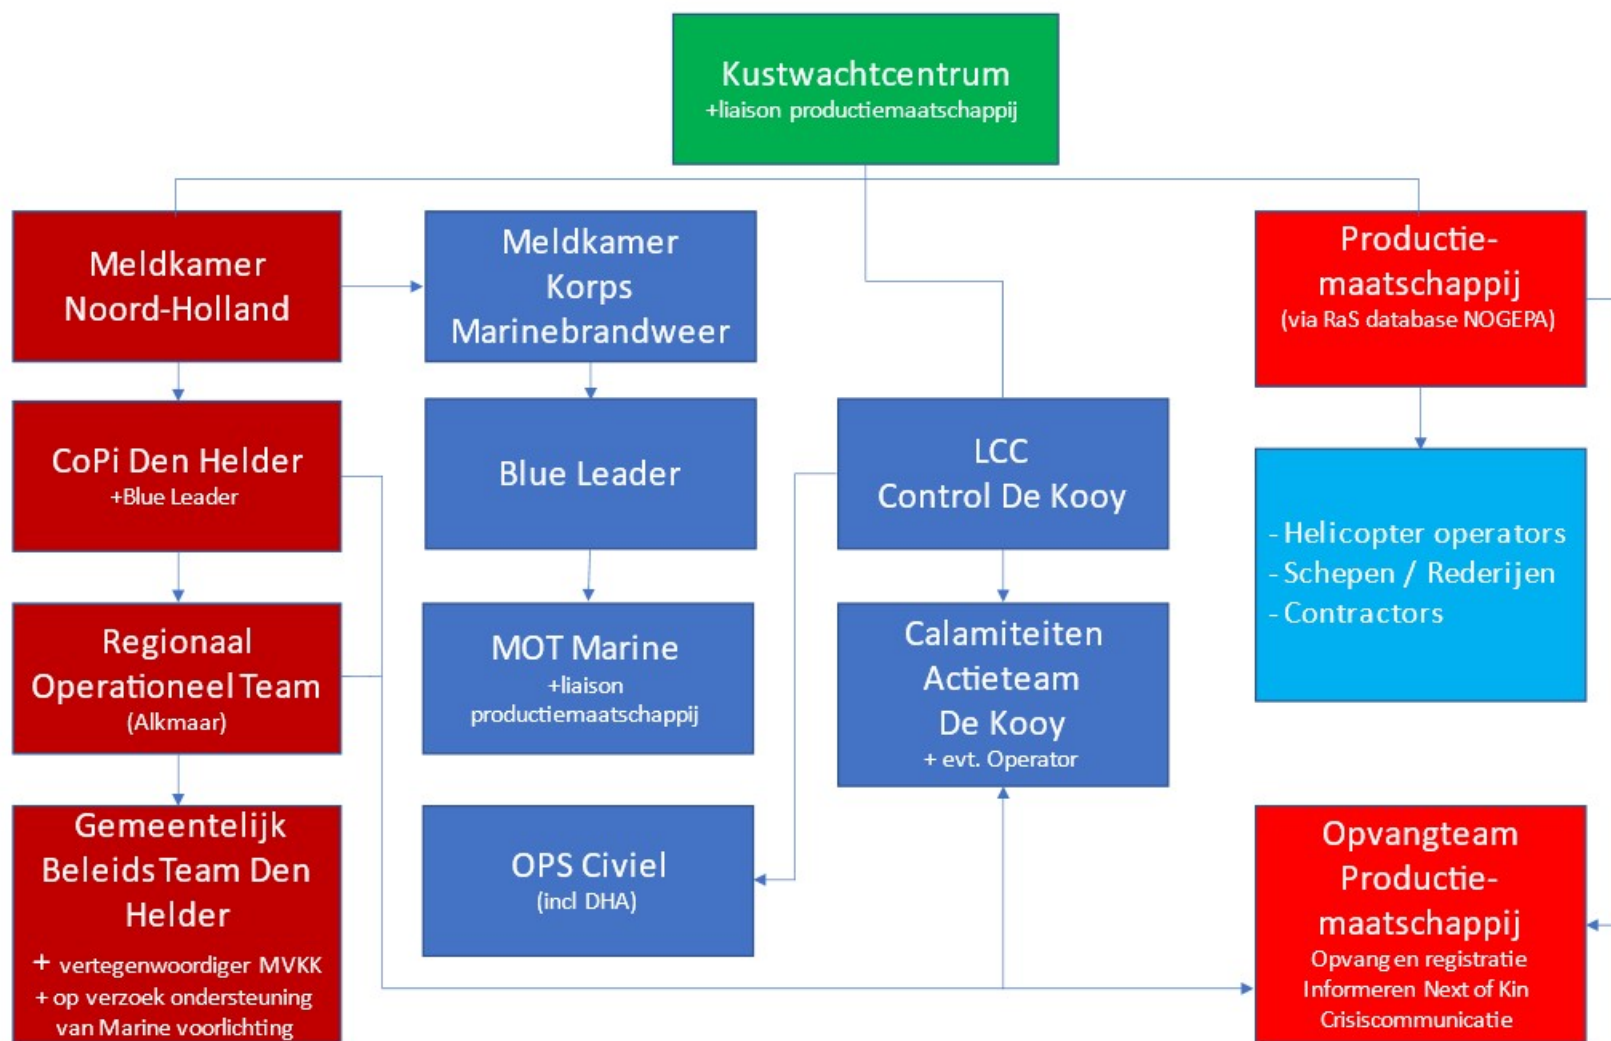 Kustwachtcentrum
+liaison productiemaatschappij
Meldkamer
Noord-Holland
Meldkamer
Korps
Marinebrandweer
Productie-
maatschappij
(via RaS database NOGEPA)
CoPi Den Helder
+Blue Leader
Blue Leader
LCC
Control De Kooy
- Helicopter operators
- Schepen / Rederijen
- Contractors
Regionaal
Operationeel Team
(Alkmaar)
MOT Marine
+liaison
productiemaatschappij
Calamiteiten
Actieteam
De Kooy
+ evt. Operator
Gemeentelijk
BeleidsTeam Den
Helder
+ vertegenwoordiger MVKK
+ op verzoek ondersteuning
van Marine voorlichting
OPS Civiel
(incl DHA)
Opvangteam
Productie-
maatschappij
Opvang en registratie
Informeren Next of Kin
Crisiscommunicatie